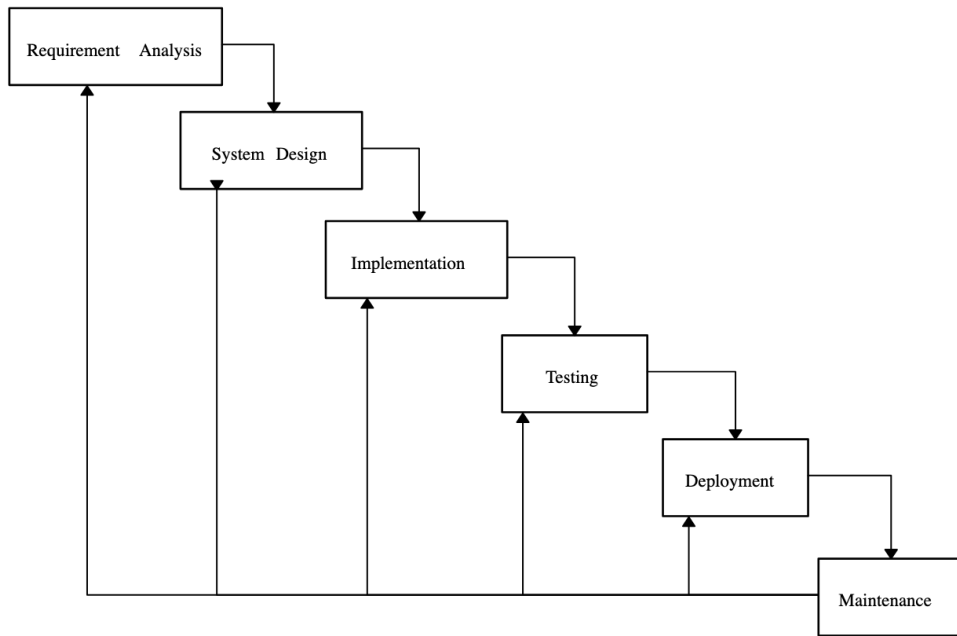 Requirement Analysis
System Design
Implementation
Testing
Deployment
Maintenance